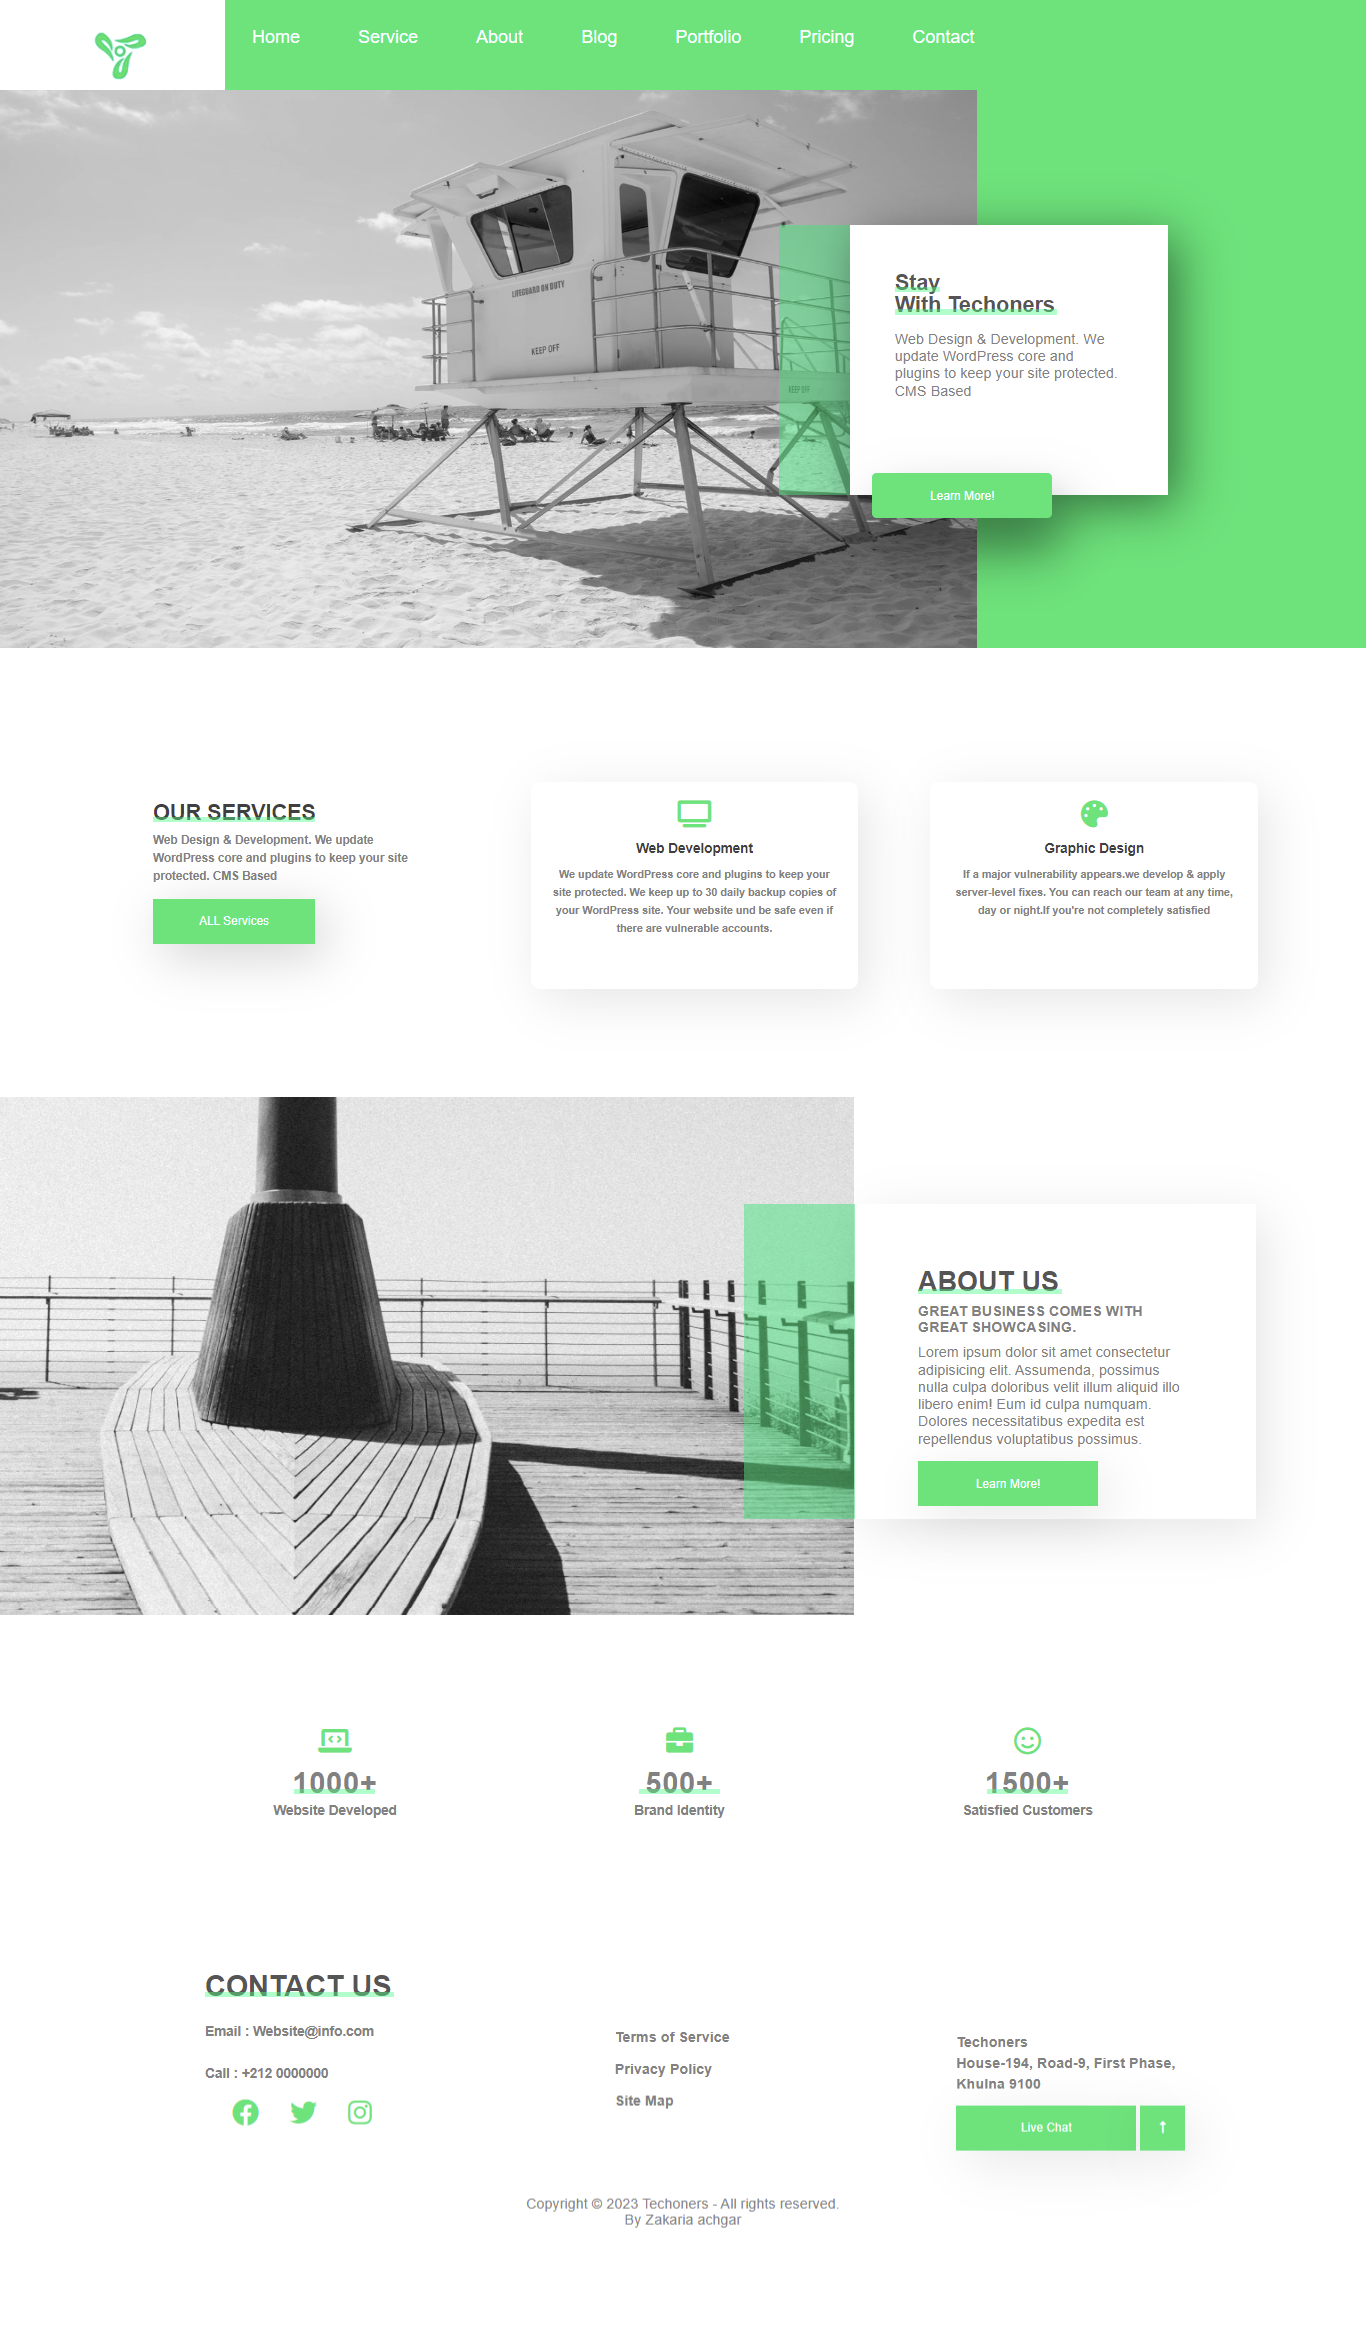 Home Service About Blog Portfolio Pricing Contact
LIFEGUARD ON DUTY
KEEP OFF
KEEP OFF
Stay
With Techoners
Web Design & Development. We
update WordPress core and
plugins to keep your site protected.
CMS Based
Learn More!
OUR SERVICES
Web Design & Development. We update
WordPress core and plugins to keep your site
protected. CMS Based
ALL Services
Web Development
We update WordPress core and plugins to keep your
site protected. We keep up to 30 daily backup copies of
your WordPress site. Your website und be safe even if
there are vulnerable accounts.
Graphic Design
If a major vulnerability appears.we develop & apply
server-level fixes. You can reach our team at any time,
day or night.If you're not completely satisfied
ABOUT US
GREAT BUSINESS COMES WITH
GREAT SHOWCASING.
Lorem ipsum dolor sit amet consectetur
adipisicing elit. Assumenda, possimus
nulla culpa doloribus velit illum aliquid illo
libero enim! Eum id culpa numquam.
Dolores necessitatibus expedita est
repellendus voluptatibus possimus.
Learn More!
1000+
Website Developed
500+
Brand Identity
1500+
Satisfied Customers
CONTACT US
Email : Website@info.com
Call : +212 0000000
Terms of Service
Privacy Policy
Site Map
Techoners
House-194, Road-9, First Phase,
Khulna 9100
Live Chat
Copyright © 2023 Techoners - All rights reserved.
By Zakaria achgar